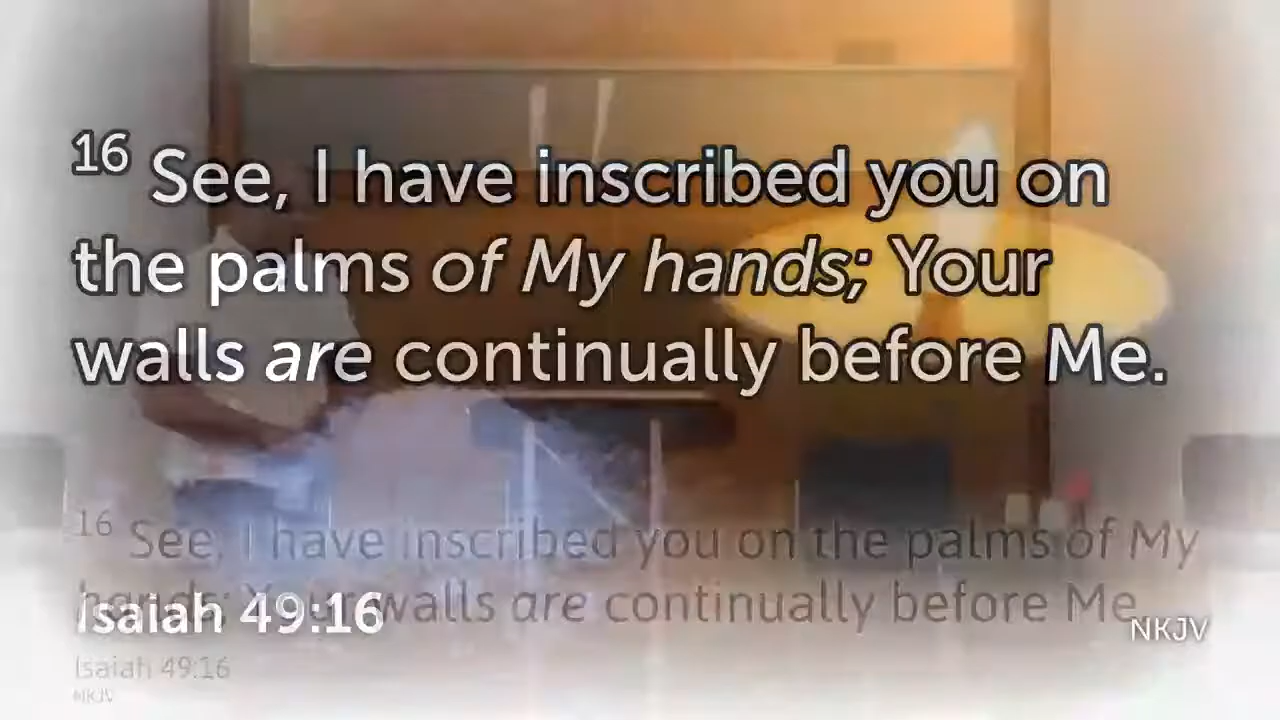 16 See, I have inscribed you on
the palms of My hands; Your
walls are continually before Me.
16 See, I have inscribed you on the palms of My
hands; Your walls are continually before Me.
Isaiah 49:16
NKJV
Isaiah 49:16
NKJV